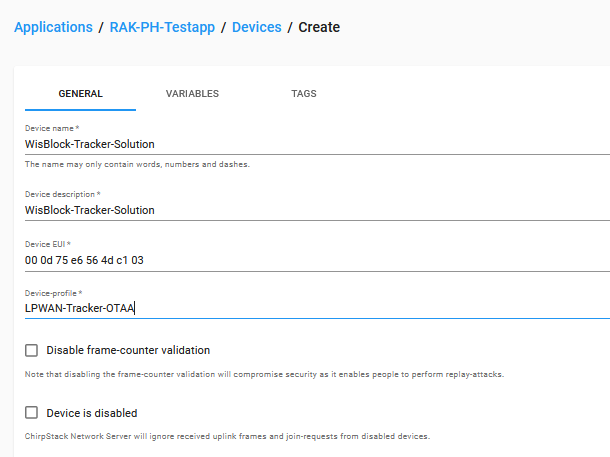 Applications / RAK-PH-Testapp / Devices / Create
GENERAL VARIABLES TAGS
Device name *
WisBlock-Tracker-Solution
The name may only contain words, numbers and dashes.
Device description *
WisBlock-Tracker-Solution
Device EUI *
00 0d 75 e6 56 4d c1 03
Device-profile *
LPWAN-Tracker-OTAA
Disable frame-counter validation
Note that disabling the frame-counter validation will compromise security as it enables people to perform replay-attacks.
Device is disabled
ChirpStack Network Server will ignore received uplink frames and join-requests from disabled devices.